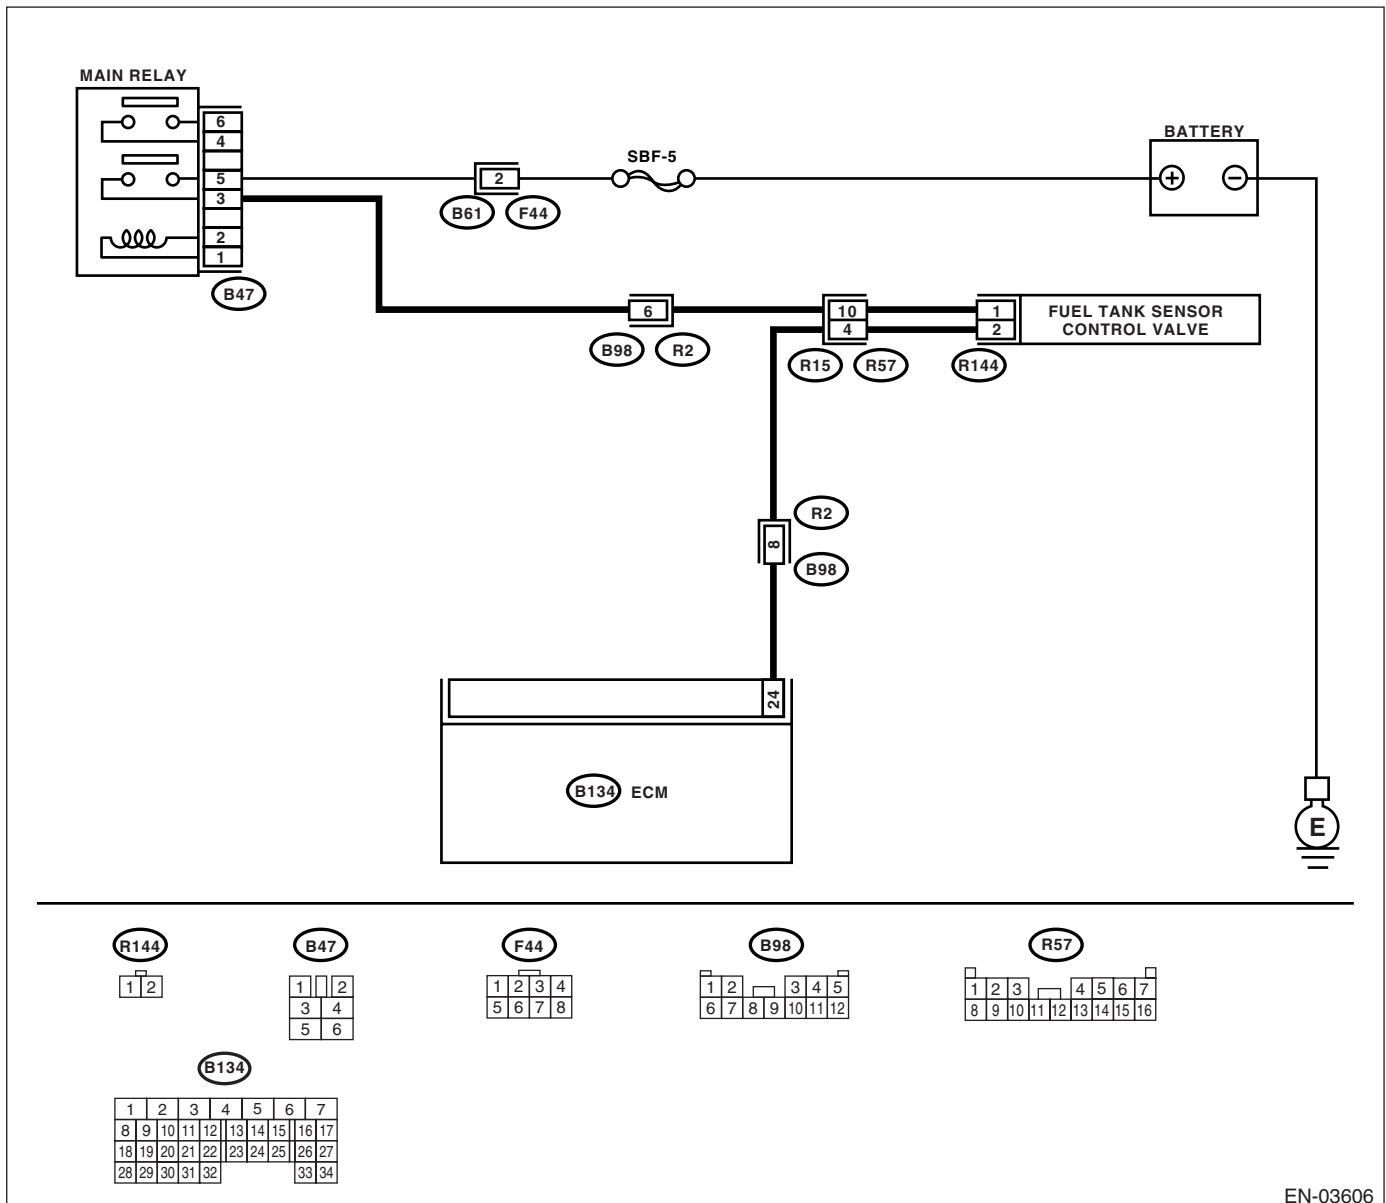 MAIN RELAY
6
4
5
3
2
1
B47
2
B61 F44
SBF-5
BATTERY
+ −
6
B98 R2
10
4
R15 R57
1
2
R144
FUEL TANK SENSOR
CONTROL VALVE
R2
8
B98
24
B134 ECM
E
R144
1 2
B47
1 2
3 4
5 6
F44
1 2 3 4
5 6 7 8
B98
1 2 3 4 5
6 7 8 9 10 11 12
R57
1 2 3 4 5 6 7
8 9 10 11 12 13 14 15 16
B134
1 2 3 4 5 6 7
8 9 10 11 12 13 14 15 16 17
18 19 20 21 22 23 24 25 26 27
28 29 30 31 32 33 34
EN-03606